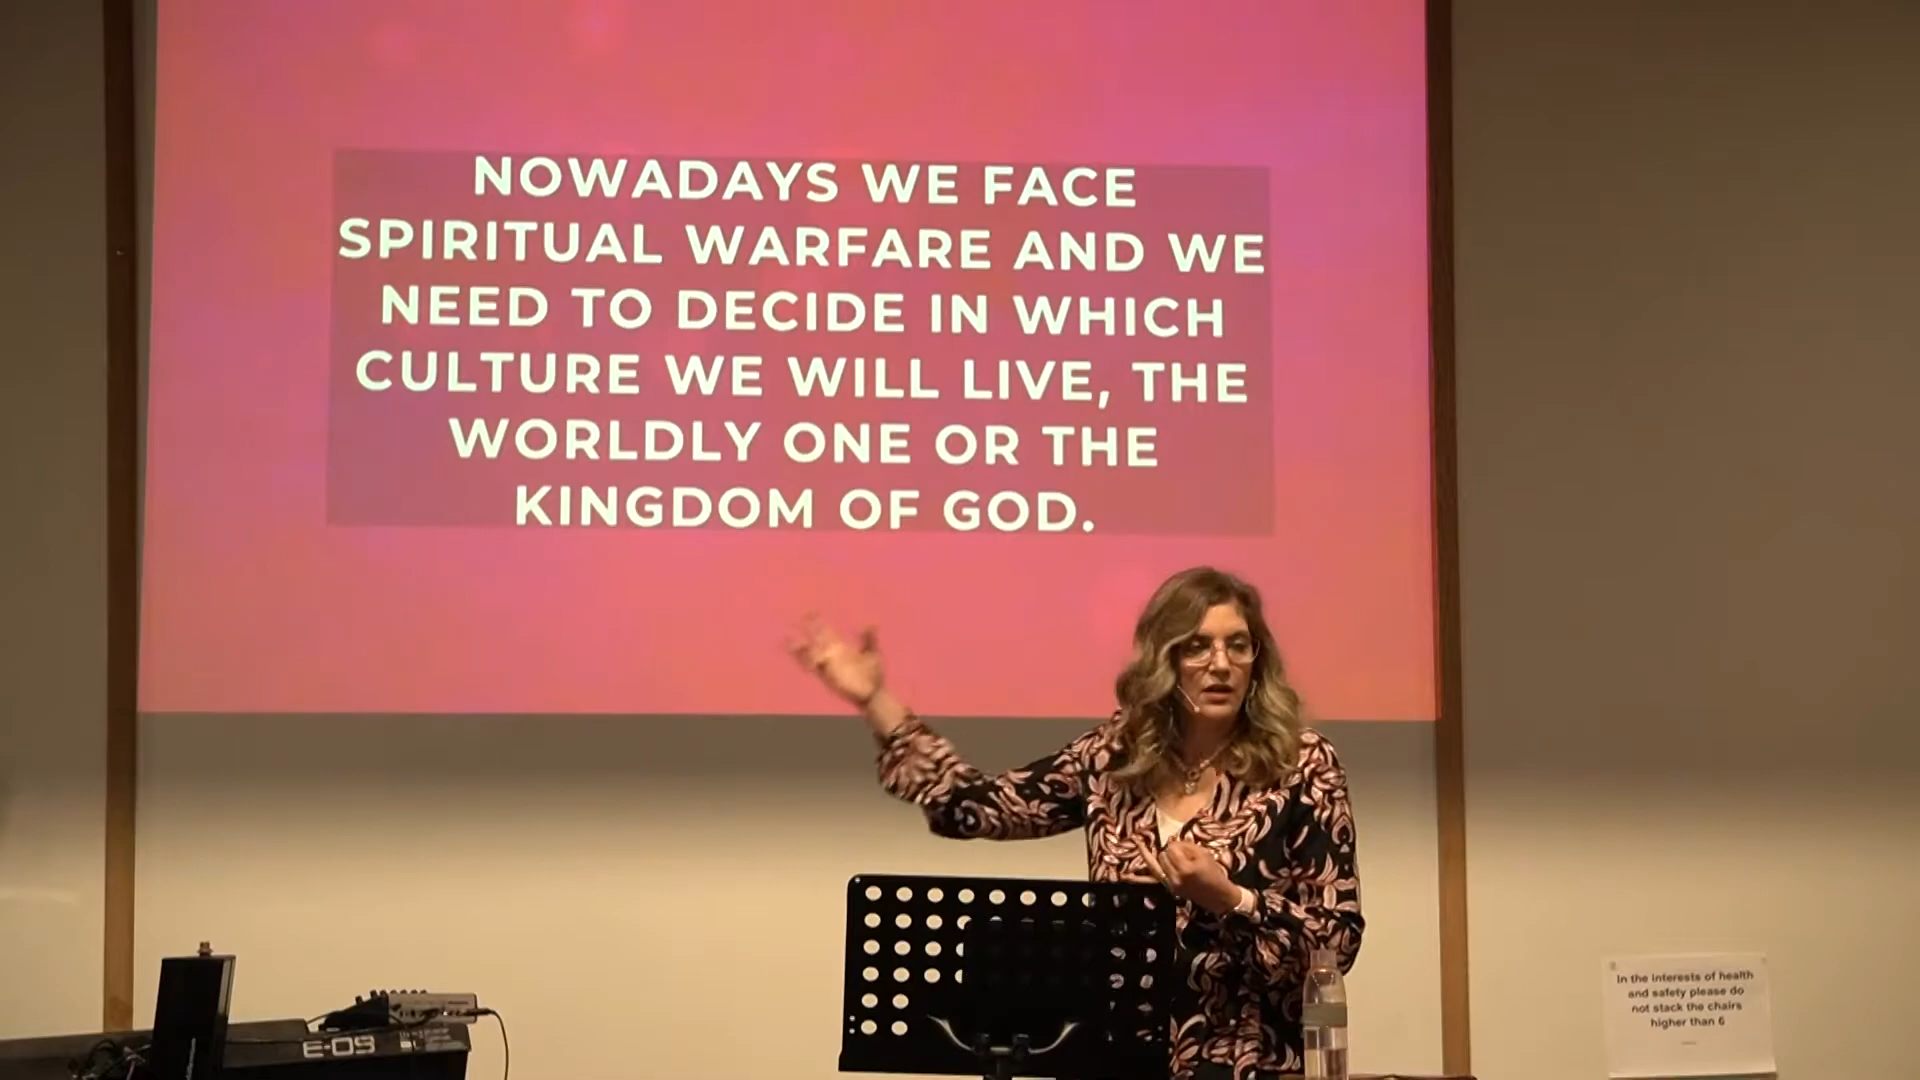 NOWADAYS WE FACE
SPIRITUAL WARFARE AND WE
NEED TO DECIDE IN WHICH
CULTURE WE WILL LIVE, THE
WORLDLY ONE OR THE
KINGDOM OF GOD.
E-09
In the interests of health
and safety please do
not stack the chairs
higher than 6